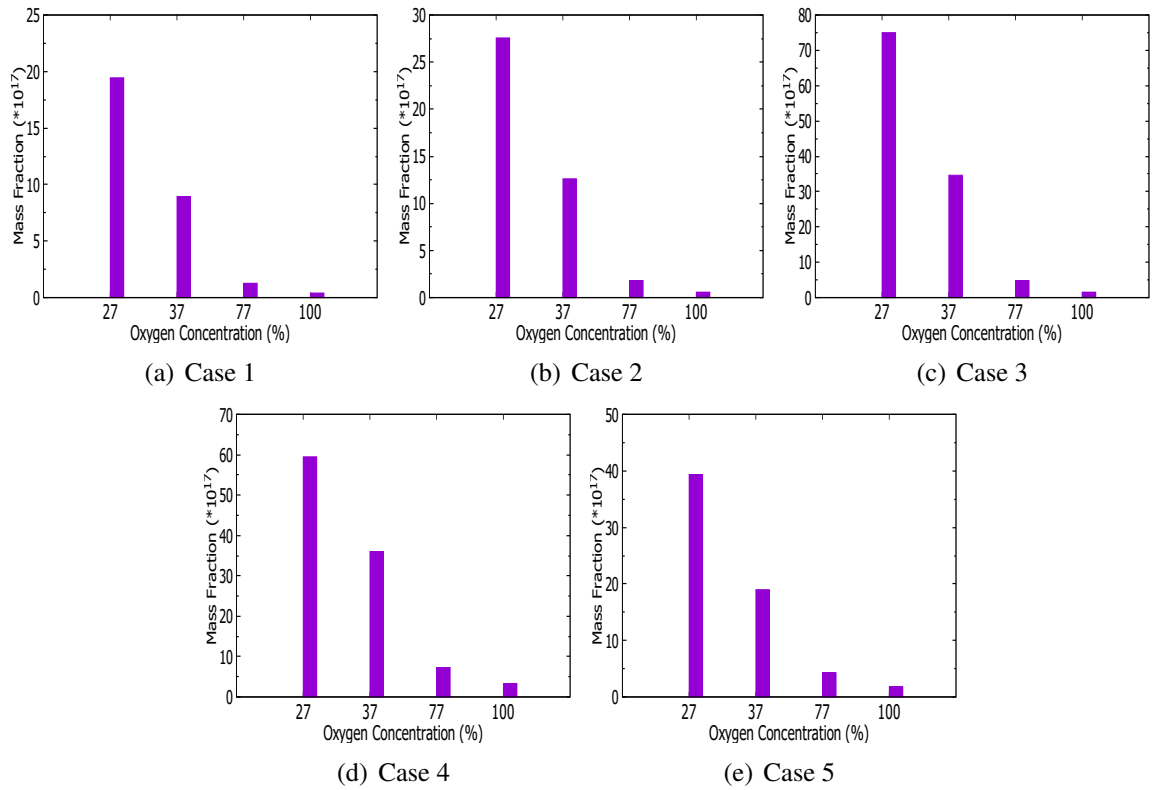 25
20
15
10
5
0
Mass Fraction (*10^17)
27 37 77 100
Oxygen Concentration (%)
(a) Case 1
30
25
20
15
10
5
0
Mass Fraction (*10^17)
27 37 77 100
Oxygen Concentration (%)
(b) Case 2
80
70
60
50
40
30
20
10
0
Mass Fraction (*10^17)
27 37 77 100
Oxygen Concentration (%)
(c) Case 3
70
60
50
40
30
20
10
0
Mass Fraction (*10^17)
27 37 77 100
Oxygen Concentration (%)
(d) Case 4
50
40
30
20
10
0
Mass Fraction (*10^17)
27 37 77 100
Oxygen Concentration (%)
(e) Case 5